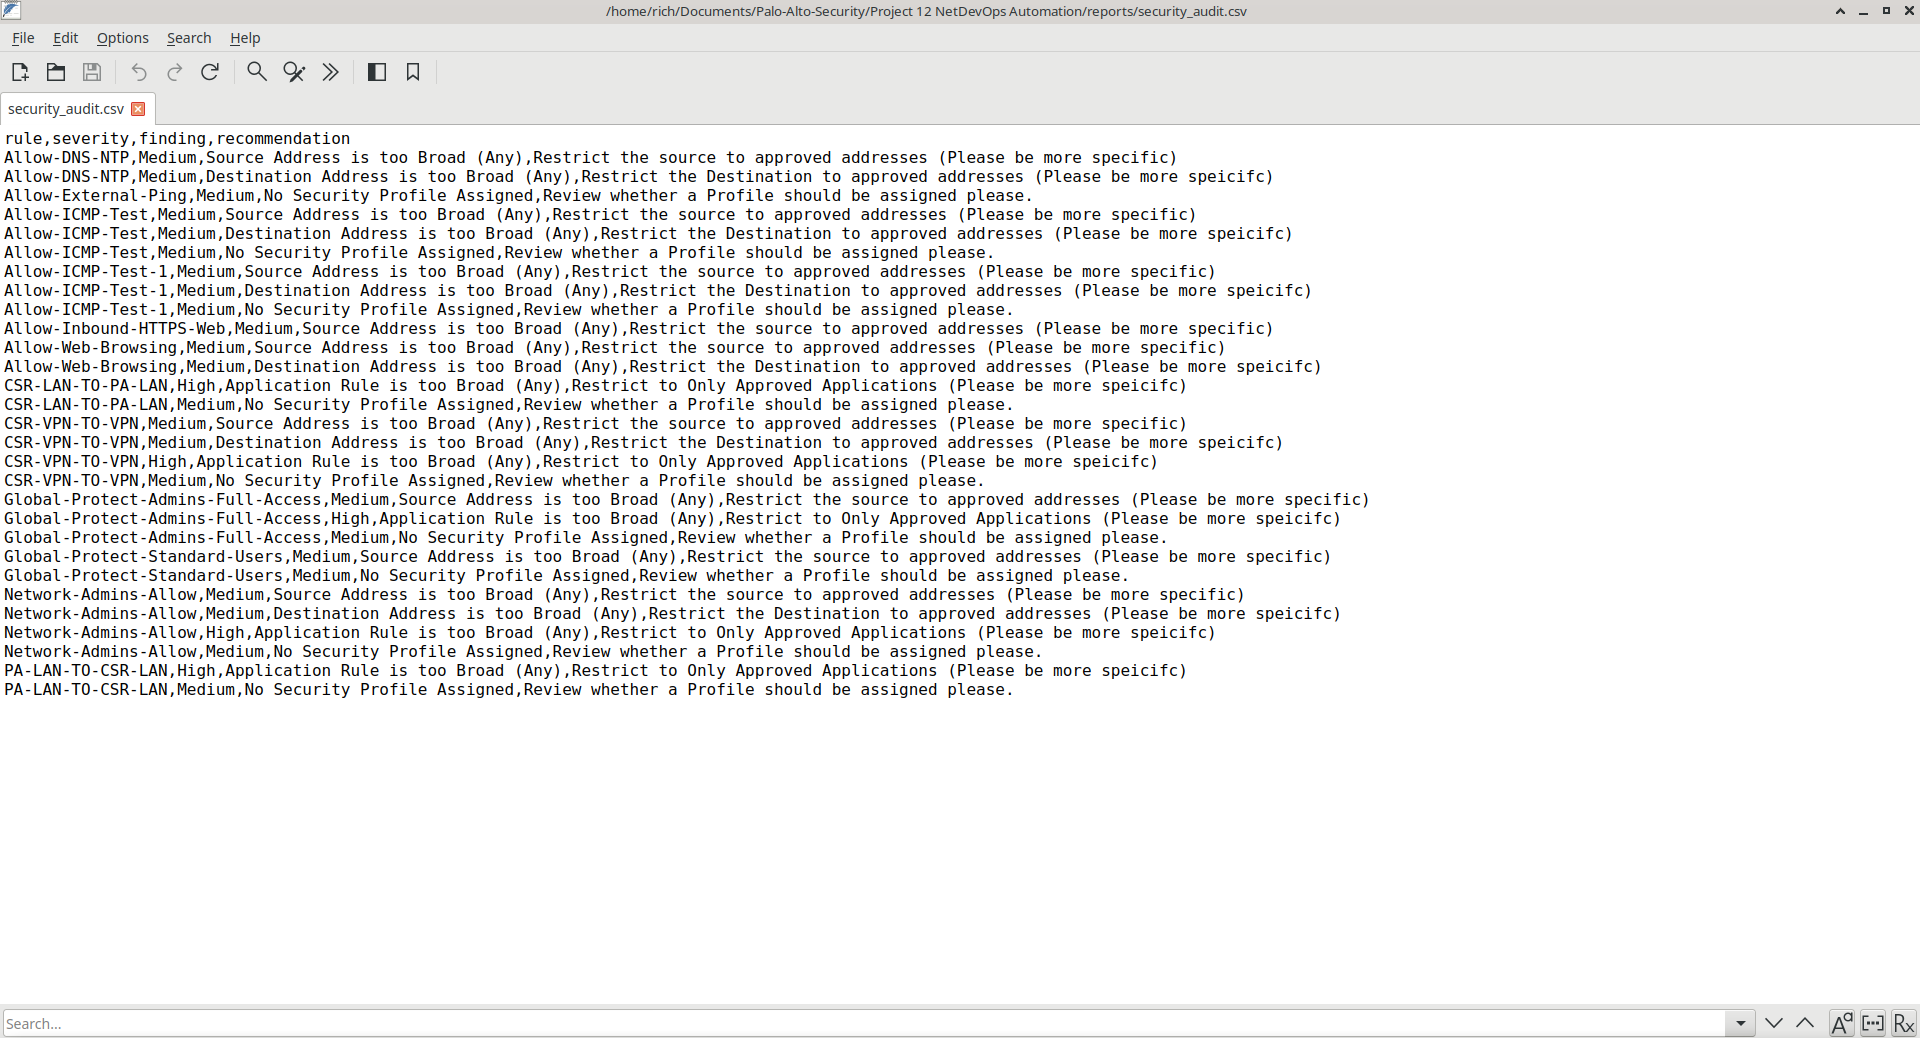 /home/rich/Documents/Palo-Alto-Security/Project 12 NetDevOps Automation/reports/security_audit.csv
File Edit Options Search Help
security_audit.csv
rule,severity,finding,recommendation
Allow-DNS-NTP,Medium,Source Address is too Broad (Any),Restrict the source to approved addresses (Please be more specific)
Allow-DNS-NTP,Medium,Destination Address is too Broad (Any),Restrict the Destination to approved addresses (Please be more speicifc)
Allow-External-Ping,Medium,No Security Profile Assigned,Review whether a Profile should be assigned please.
Allow-ICMP-Test,Medium,Source Address is too Broad (Any),Restrict the source to approved addresses (Please be more specific)
Allow-ICMP-Test,Medium,Destination Address is too Broad (Any),Restrict the Destination to approved addresses (Please be more speicifc)
Allow-ICMP-Test,Medium,No Security Profile Assigned,Review whether a Profile should be assigned please.
Allow-ICMP-Test-1,Medium,Source Address is too Broad (Any),Restrict the source to approved addresses (Please be more specific)
Allow-ICMP-Test-1,Medium,Destination Address is too Broad (Any),Restrict the Destination to approved addresses (Please be more speicifc)
Allow-ICMP-Test-1,Medium,No Security Profile Assigned,Review whether a Profile should be assigned please.
Allow-Inbound-HTTPS-Web,Medium,Source Address is too Broad (Any),Restrict the source to approved addresses (Please be more specific)
Allow-Web-Browsing,Medium,Source Address is too Broad (Any),Restrict the source to approved addresses (Please be more specific)
Allow-Web-Browsing,Medium,Destination Address is too Broad (Any),Restrict the Destination to approved addresses (Please be more speicifc)
CSR-LAN-TO-PA-LAN,High,Application Rule is too Broad (Any),Restrict to Only Approved Applications (Please be more speicifc)
CSR-LAN-TO-PA-LAN,Medium,No Security Profile Assigned,Review whether a Profile should be assigned please.
CSR-VPN-TO-VPN,Medium,Source Address is too Broad (Any),Restrict the source to approved addresses (Please be more specific)
CSR-VPN-TO-VPN,Medium,Destination Address is too Broad (Any),Restrict the Destination to approved addresses (Please be more speicifc)
CSR-VPN-TO-VPN,High,Application Rule is too Broad (Any),Restrict to Only Approved Applications (Please be more speicifc)
CSR-VPN-TO-VPN,Medium,No Security Profile Assigned,Review whether a Profile should be assigned please.
Global-Protect-Admins-Full-Access,Medium,Source Address is too Broad (Any),Restrict the source to approved addresses (Please be more specific)
Global-Protect-Admins-Full-Access,High,Application Rule is too Broad (Any),Restrict to Only Approved Applications (Please be more speicifc)
Global-Protect-Admins-Full-Access,Medium,No Security Profile Assigned,Review whether a Profile should be assigned please.
Global-Protect-Standard-Users,Medium,Source Address is too Broad (Any),Restrict the source to approved addresses (Please be more specific)
Global-Protect-Standard-Users,Medium,No Security Profile Assigned,Review whether a Profile should be assigned please.
Network-Admins-Allow,Medium,Source Address is too Broad (Any),Restrict the source to approved addresses (Please be more specific)
Network-Admins-Allow,Medium,Destination Address is too Broad (Any),Restrict the Destination to approved addresses (Please be more speicifc)
Network-Admins-Allow,High,Application Rule is too Broad (Any),Restrict to Only Approved Applications (Please be more speicifc)
Network-Admins-Allow,Medium,No Security Profile Assigned,Review whether a Profile should be assigned please.
PA-LAN-TO-CSR-LAN,High,Application Rule is too Broad (Any),Restrict to Only Approved Applications (Please be more speicifc)
PA-LAN-TO-CSR-LAN,Medium,No Security Profile Assigned,Review whether a Profile should be assigned please.
Search...